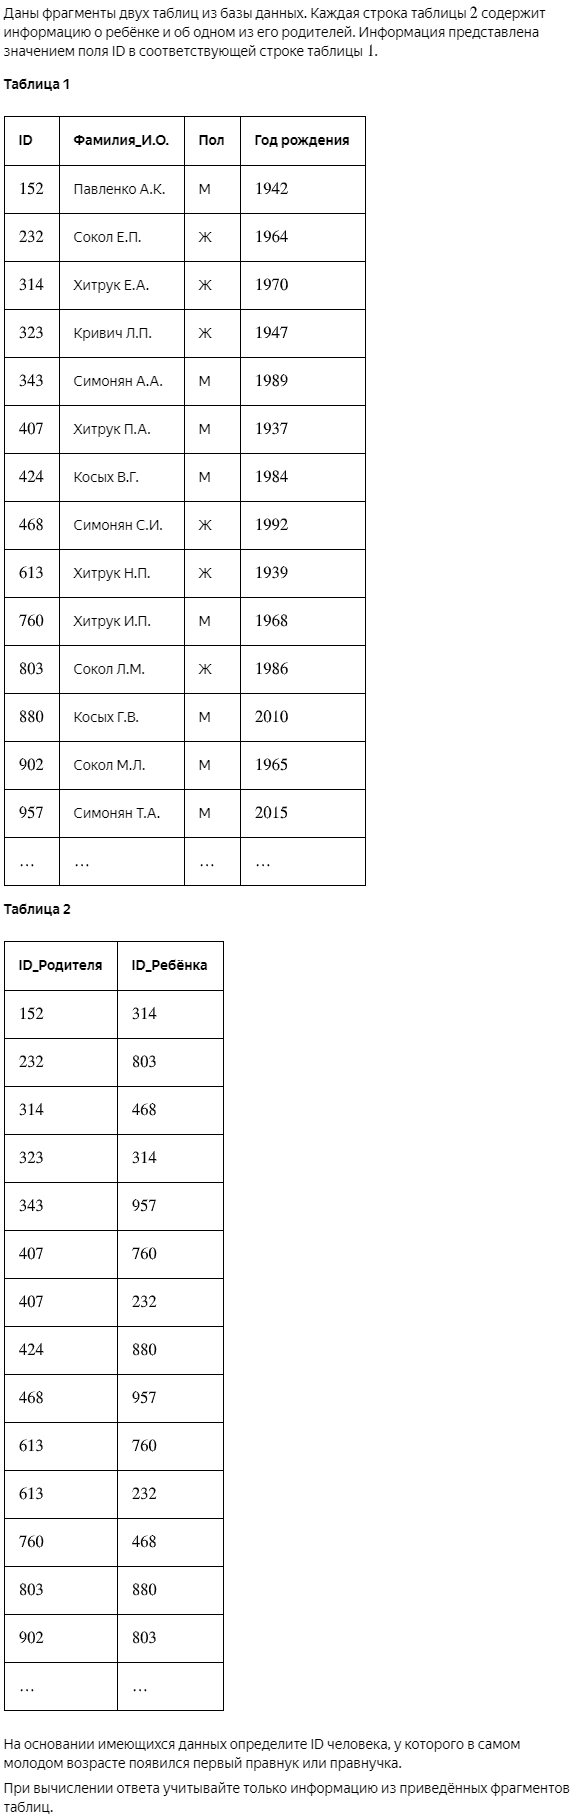 Даны фрагменты двух таблиц из базы данных. Каждая строка таблицы 2 содержит
информацию о ребёнке и об одном из его родителей. Информация представлена
значением поля ID в соответствующей строке таблицы 1.
Таблица 1
ID Фамилия_И.О. Пол Год рождения
152 Павленко А.К. М 1942
232 Сокол Е.П. Ж 1964
314 Хитрук Е.А. Ж 1970
323 Кривич Л.П. Ж 1947
343 Симонян А.А. М 1989
407 Хитрук П.А. М 1937
424 Косых В.Г. М 1984
468 Симонян С.И. Ж 1992
613 Хитрук Н.П. Ж 1939
760 Хитрук И.П. М 1968
803 Сокол Л.М. Ж 1986
880 Косых Г.В. М 2010
902 Сокол М.Л. М 1965
957 Симонян Т.А. М 2015
... ... ... ...
Таблица 2
ID_Родителя ID_Ребёнка
152 314
232 803
314 468
323 314
343 957
407 760
407 232
424 880
468 957
613 760
613 232
760 468
803 880
902 803
... ...
На основании имеющихся данных определите ID человека, у которого в самом
молодом возрасте появился первый правнук или правнучка.
При вычислении ответа учитывайте только информацию из приведённых фрагментов
таблиц.